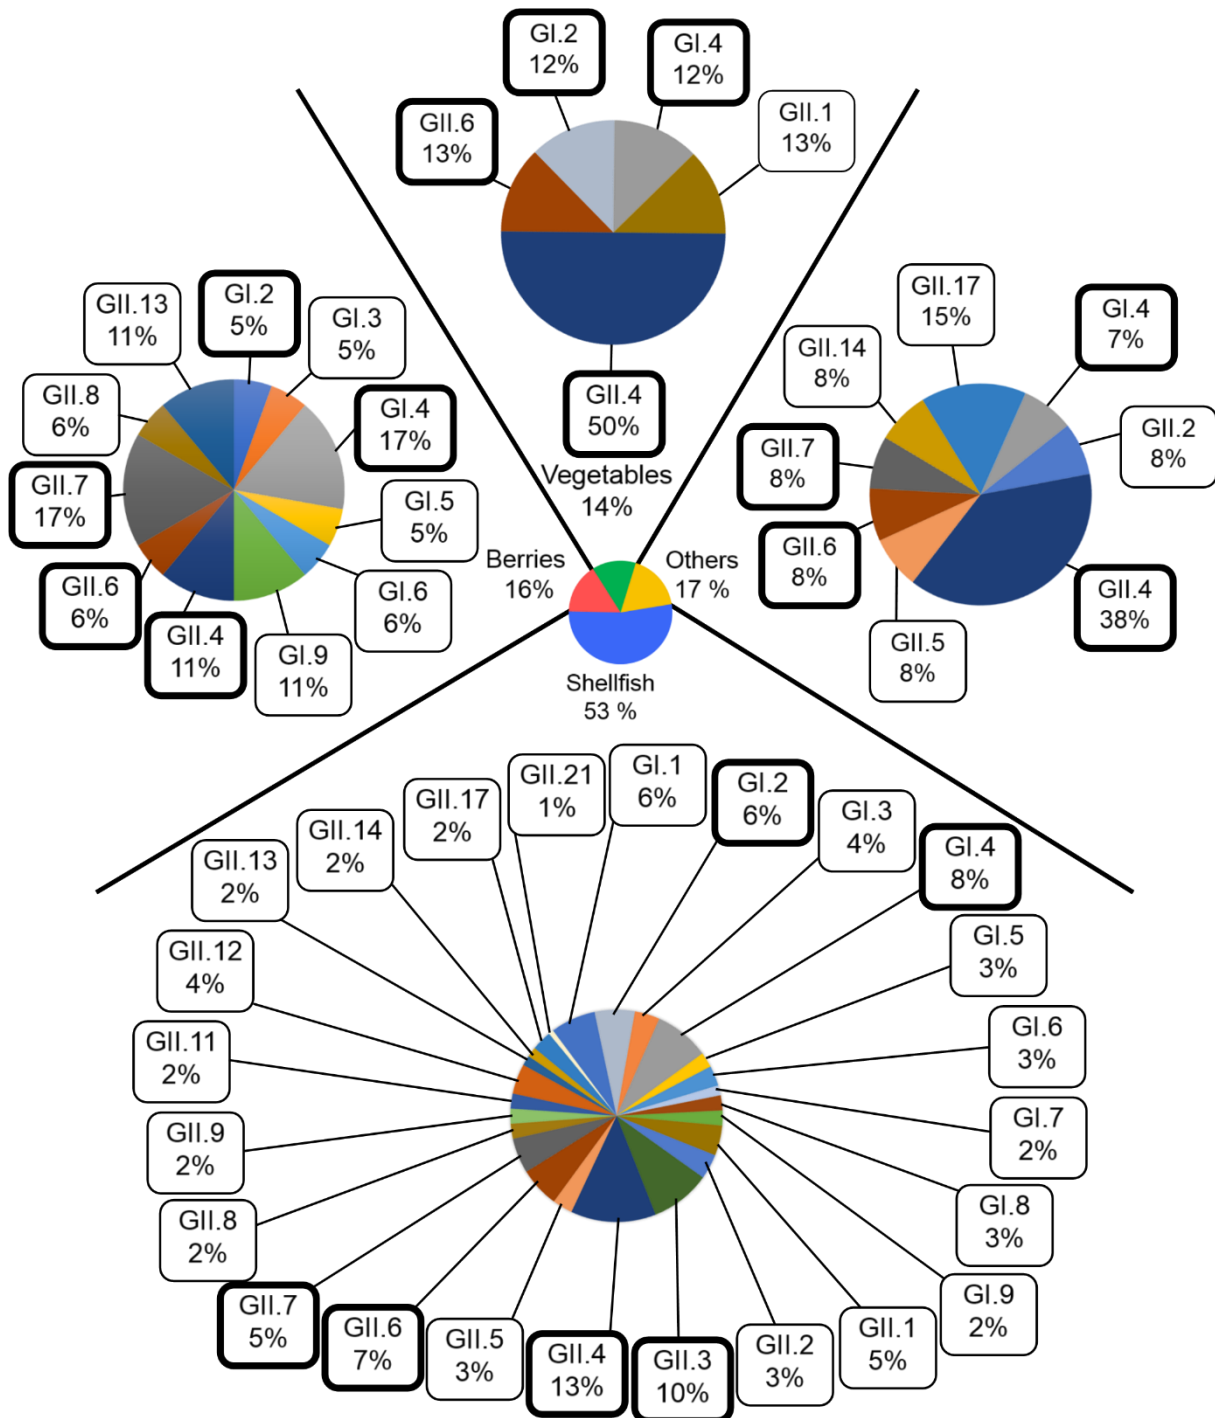 GI.2
12%
GI.4
12%
GII.1
13%
GII.6
13%
GII.4
50%
Vegetables
14%
GII.13
11%
GI.2
5%
GI.3
5%
GI.4
17%
GI.5
5%
GI.6
6%
GI.9
11%
GII.4
11%
GII.6
6%
GII.7
17%
GII.8
6%
GII.17
15%
GI.4
7%
GII.2
8%
GII.4
38%
GII.5
8%
GII.6
8%
GII.7
8%
GII.14
8%
Berries
16%
Others
17 %
Shellfish
53 %
GI.1
6%
GI.2
6%
GI.3
4%
GI.4
8%
GI.5
3%
GI.6
3%
GI.7
2%
GI.8
3%
GI.9
2%
GII.1
5%
GII.2
3%
GII.3
10%
GII.4
13%
GII.5
3%
GII.6
7%
GII.7
5%
GII.8
2%
GII.9
2%
GII.11
2%
GII.12
4%
GII.13
2%
GII.14
2%
GII.17
2%
GII.21
1%